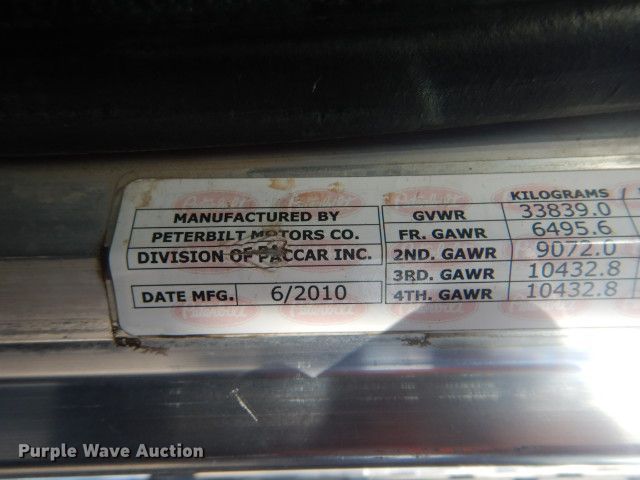 KILOGRAMS /
MANUFACTURED BY GVWR 33839.0
PETERBILT MOTORS CO. FR. GAWR 6495.6
DIVISION OF PACCAR INC. 2ND. GAWR 9072.0
3RD. GAWR 10432.8
DATE MFG. 6/2010 4TH. GAWR 10432.8
Purple Wave Auction